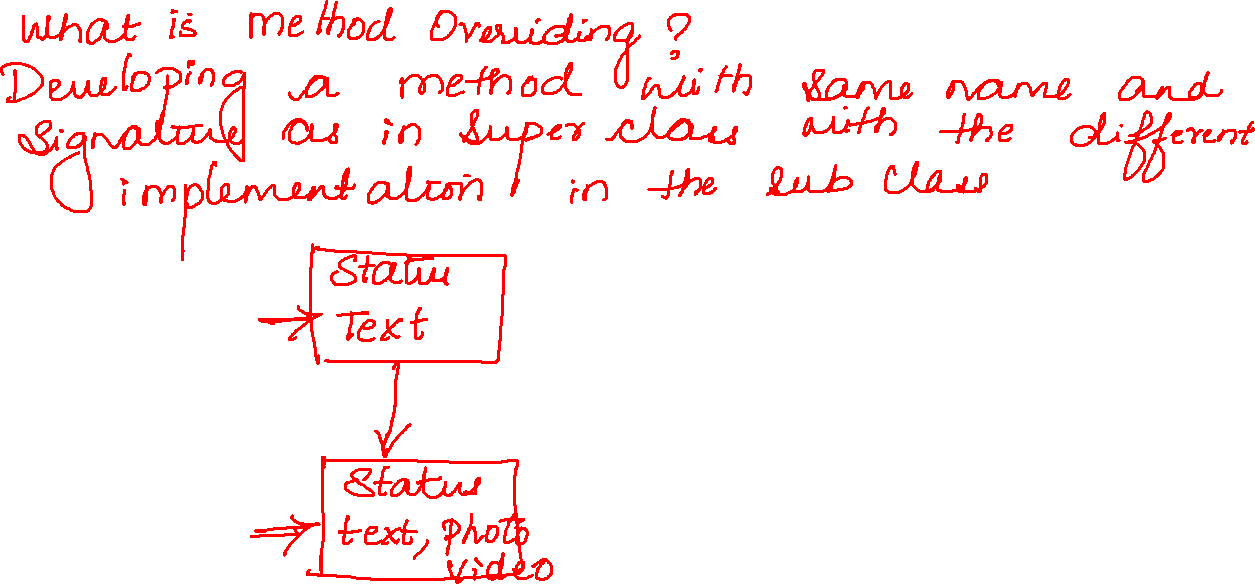 What is method Overriding?
Developing a method with same name and
Signature as in Super class with the different
implementation in the sub class
Status
Text
Status
text, photo
video